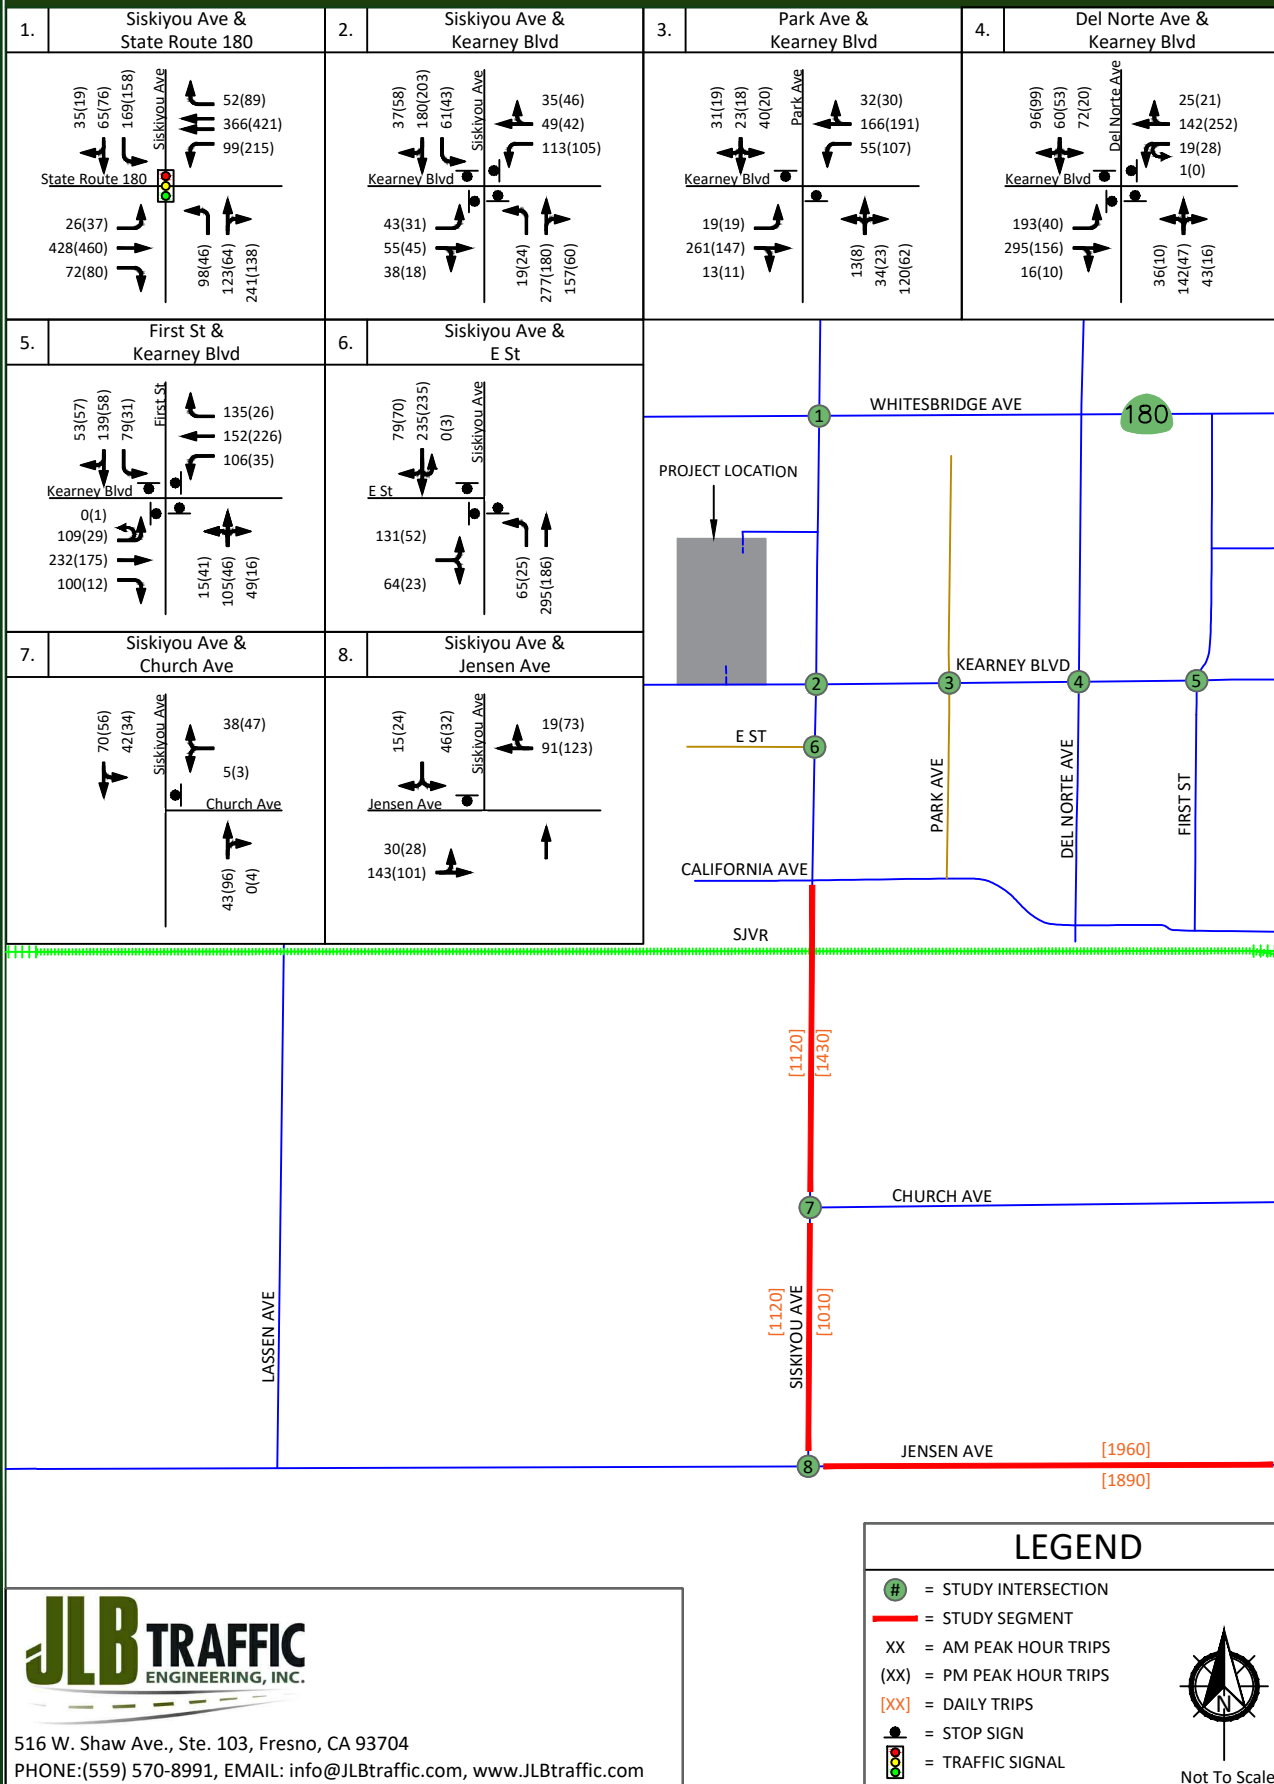 1.
Siskiyou Ave &
State Route 180
35(19)
65(76)
169(158)
Siskiyou Ave
52(89)
366(421)
99(215)
State Route 180
26(37)
428(460)
72(80)
98(46)
123(64)
241(138)
2.
Siskiyou Ave &
Kearney Blvd
37(58)
180(203)
61(43)
Siskiyou Ave
35(46)
49(42)
113(105)
Kearney Blvd
43(31)
55(45)
38(18)
19(24)
277(180)
157(60)
3.
Park Ave &
Kearney Blvd
31(19)
23(18)
40(20)
Park Ave
32(30)
166(191)
55(107)
Kearney Blvd
19(19)
261(147)
13(11)
13(8)
34(23)
120(62)
4.
Del Norte Ave &
Kearney Blvd
96(99)
60(53)
72(20)
Del Norte Ave
25(21)
142(252)
19(28)
1(0)
Kearney Blvd
193(40)
295(156)
16(10)
36(10)
142(47)
43(16)
5.
First St &
Kearney Blvd
53(57)
139(58)
79(31)
First St
135(26)
152(226)
106(35)
Kearney Blvd
0(1)
109(29)
232(175)
100(12)
15(41)
105(46)
49(16)
6.
Siskiyou Ave &
E St
79(70)
235(235)
0(3)
Siskiyou Ave
E St
131(52)
64(23)
65(25)
295(186)
7.
Siskiyou Ave &
Church Ave
70(56)
42(34)
Siskiyou Ave
38(47)
5(3)
Church Ave
43(96)
0(4)
8.
Siskiyou Ave &
Jensen Ave
15(24)
46(32)
Siskiyou Ave
19(73)
91(123)
Jensen Ave
30(28)
143(101)
WHITESBRIDGE AVE
180
1
PROJECT LOCATION
KEARNEY BLVD
2
3
4
5
E ST
6
PARK AVE
DEL NORTE AVE
FIRST ST
CALIFORNIA AVE
SJVR
[1120]
[1430]
7
CHURCH AVE
LASSEN AVE
[1120]
SISKIYOU AVE
[1010]
8
JENSEN AVE
[1960]
[1890]
LEGEND
# = STUDY INTERSECTION
= STUDY SEGMENT
XX = AM PEAK HOUR TRIPS
(XX) = PM PEAK HOUR TRIPS
[XX] = DAILY TRIPS
= STOP SIGN
= TRAFFIC SIGNAL
N
Not To Scale
JLB TRAFFIC
ENGINEERING, INC.
516 W. Shaw Ave., Ste. 103, Fresno, CA 93704
PHONE:(559) 570-8991, EMAIL: info@JLBtraffic.com, www.JLBtraffic.com